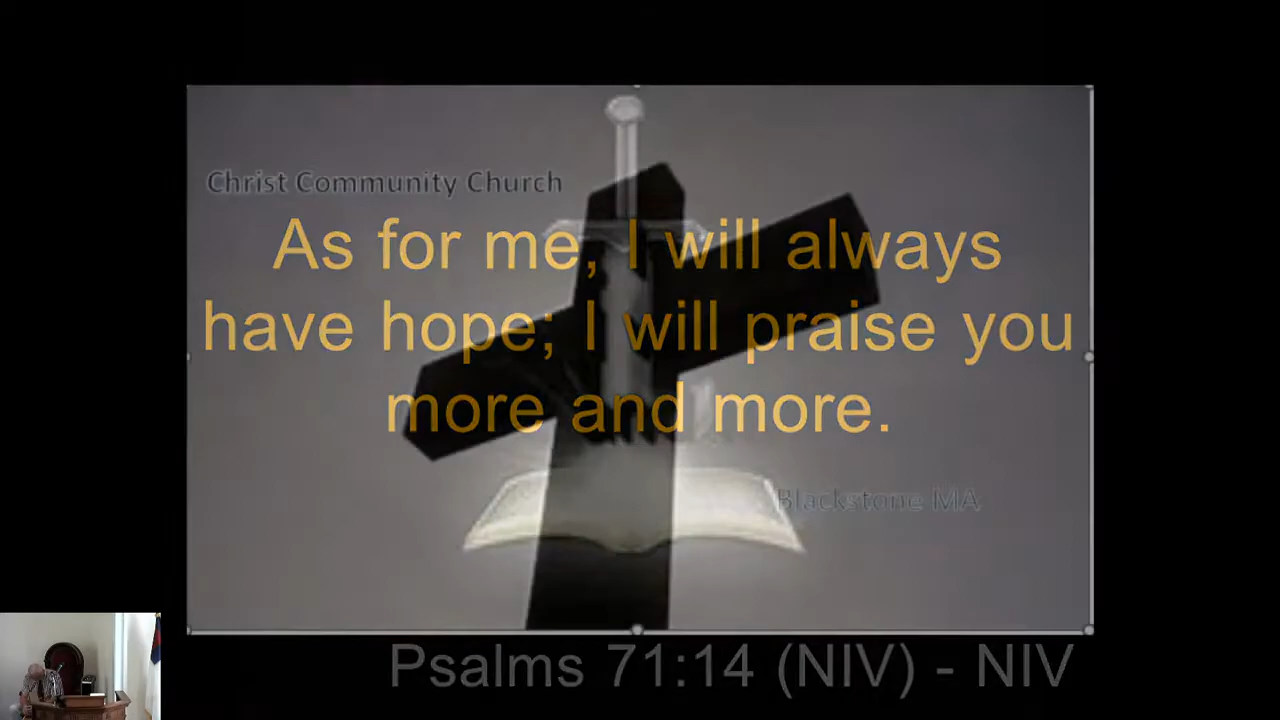 Christ Community Church
As for me, I will always
have hope; I will praise you
more and more.
Blackstone MA
Psalms 71:14 (NIV) - NIV